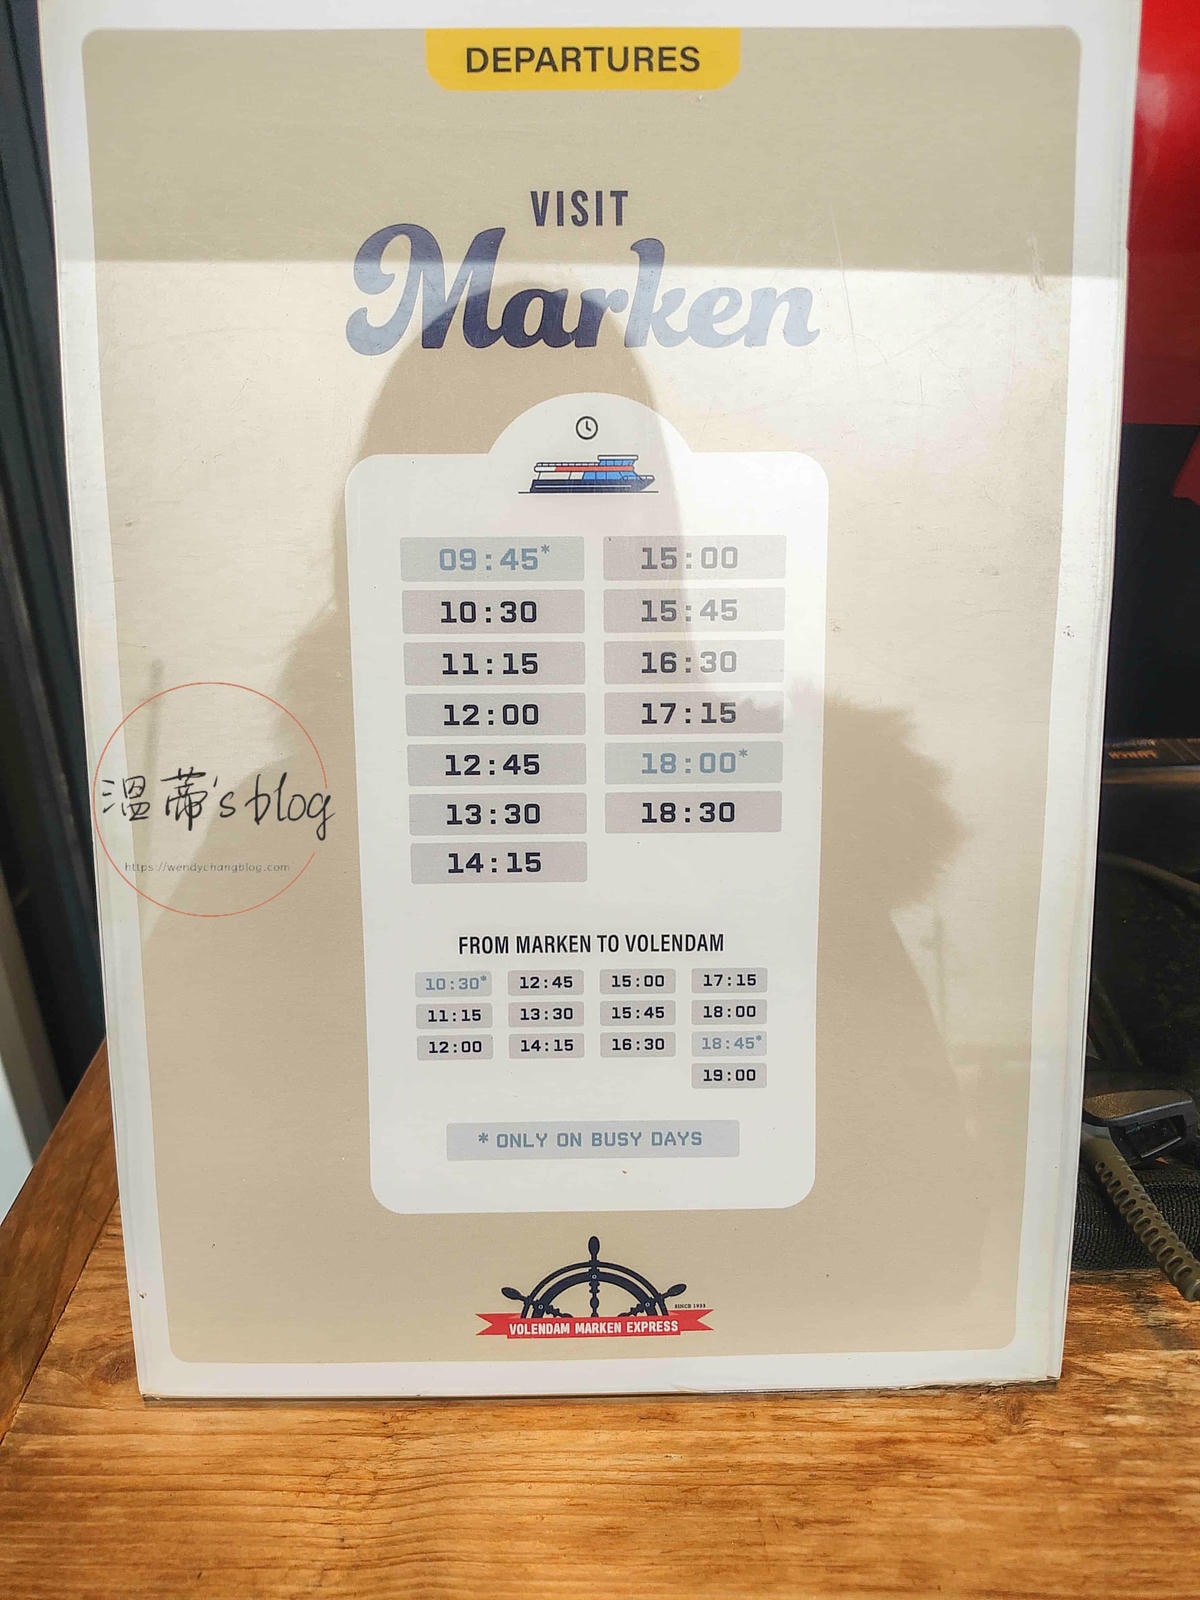 DEPARTURES
VISIT
Marken
09:45* 15:00
10:30 15:45
11:15 16:30
12:00 17:15
12:45 18:00*
13:30 18:30
14:15
FROM MARKEN TO VOLENDAM
10:30* 12:45 15:00 17:15
11:15 13:30 15:45 18:00
12:00 14:15 16:30 18:45*
19:00
* ONLY ON BUSY DAYS
SINCE 1933
VOLENDAM MARKEN EXPRESS
溫蒂's blog
https://wendychangblog.com